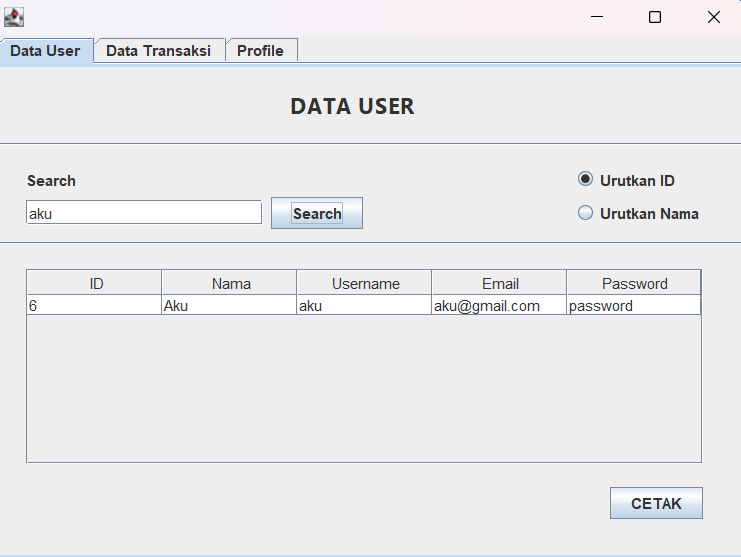 Data User Data Transaksi Profile
DATA USER
Search
Urutkan ID
aku Search
Urutkan Nama
ID Nama Username Email Password
6 Aku aku aku@gmail.com password
CETAK